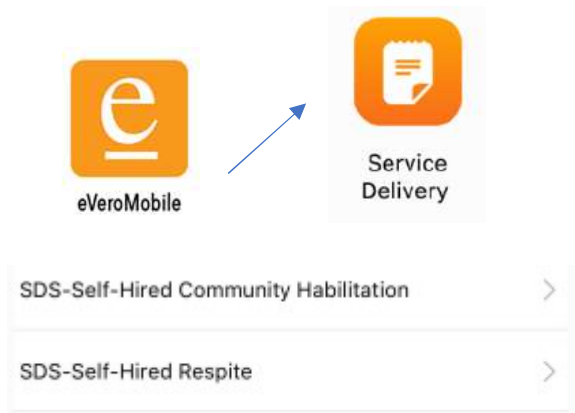 e
eVeroMobile
Service
Delivery
SDS-Self-Hired Community Habilitation
SDS-Self-Hired Respite